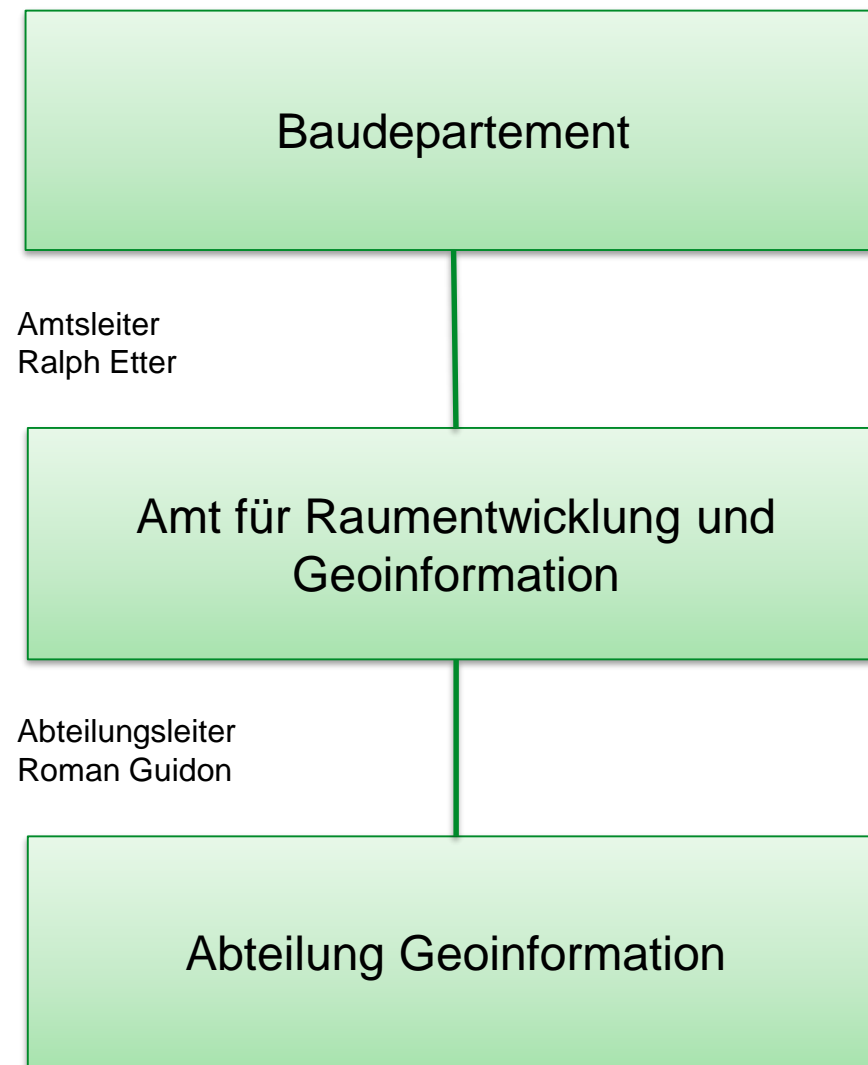 Baudepartement
Amtsleiter
Ralph Etter
Amt für Raumentwicklung und
Geoinformation
Abteilungsleiter
Roman Guidon
Abteilung Geoinformation